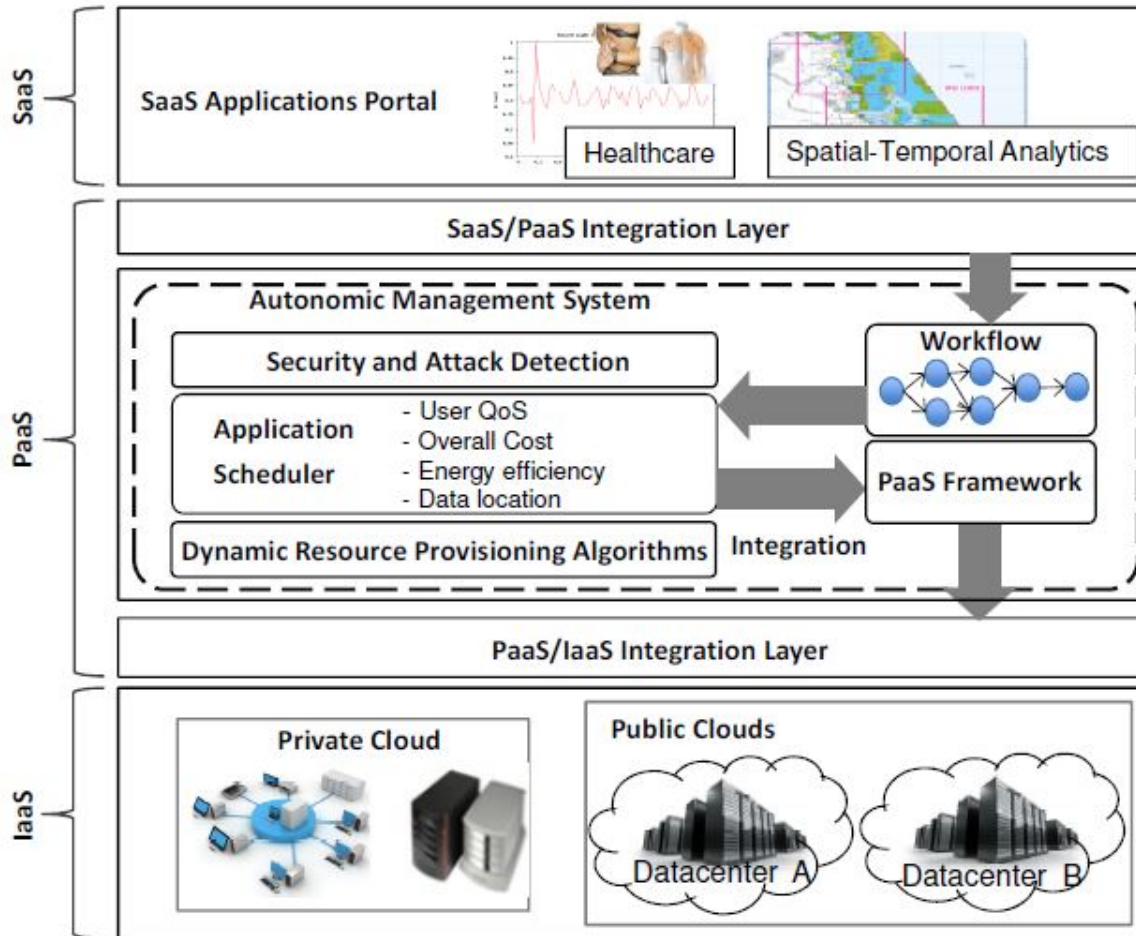 SaaS
SaaS Applications Portal
Healthcare
Spatial-Temporal Analytics
PaaS
SaaS/PaaS Integration Layer
Autonomic Management System
Security and Attack Detection
Application
Scheduler
- User QoS
- Overall Cost
- Energy efficiency
- Data location
Dynamic Resource Provisioning Algorithms
Workflow
PaaS Framework
Integration
PaaS/IaaS Integration Layer
IaaS
Private Cloud
Public Clouds
Datacenter A
Datacenter B